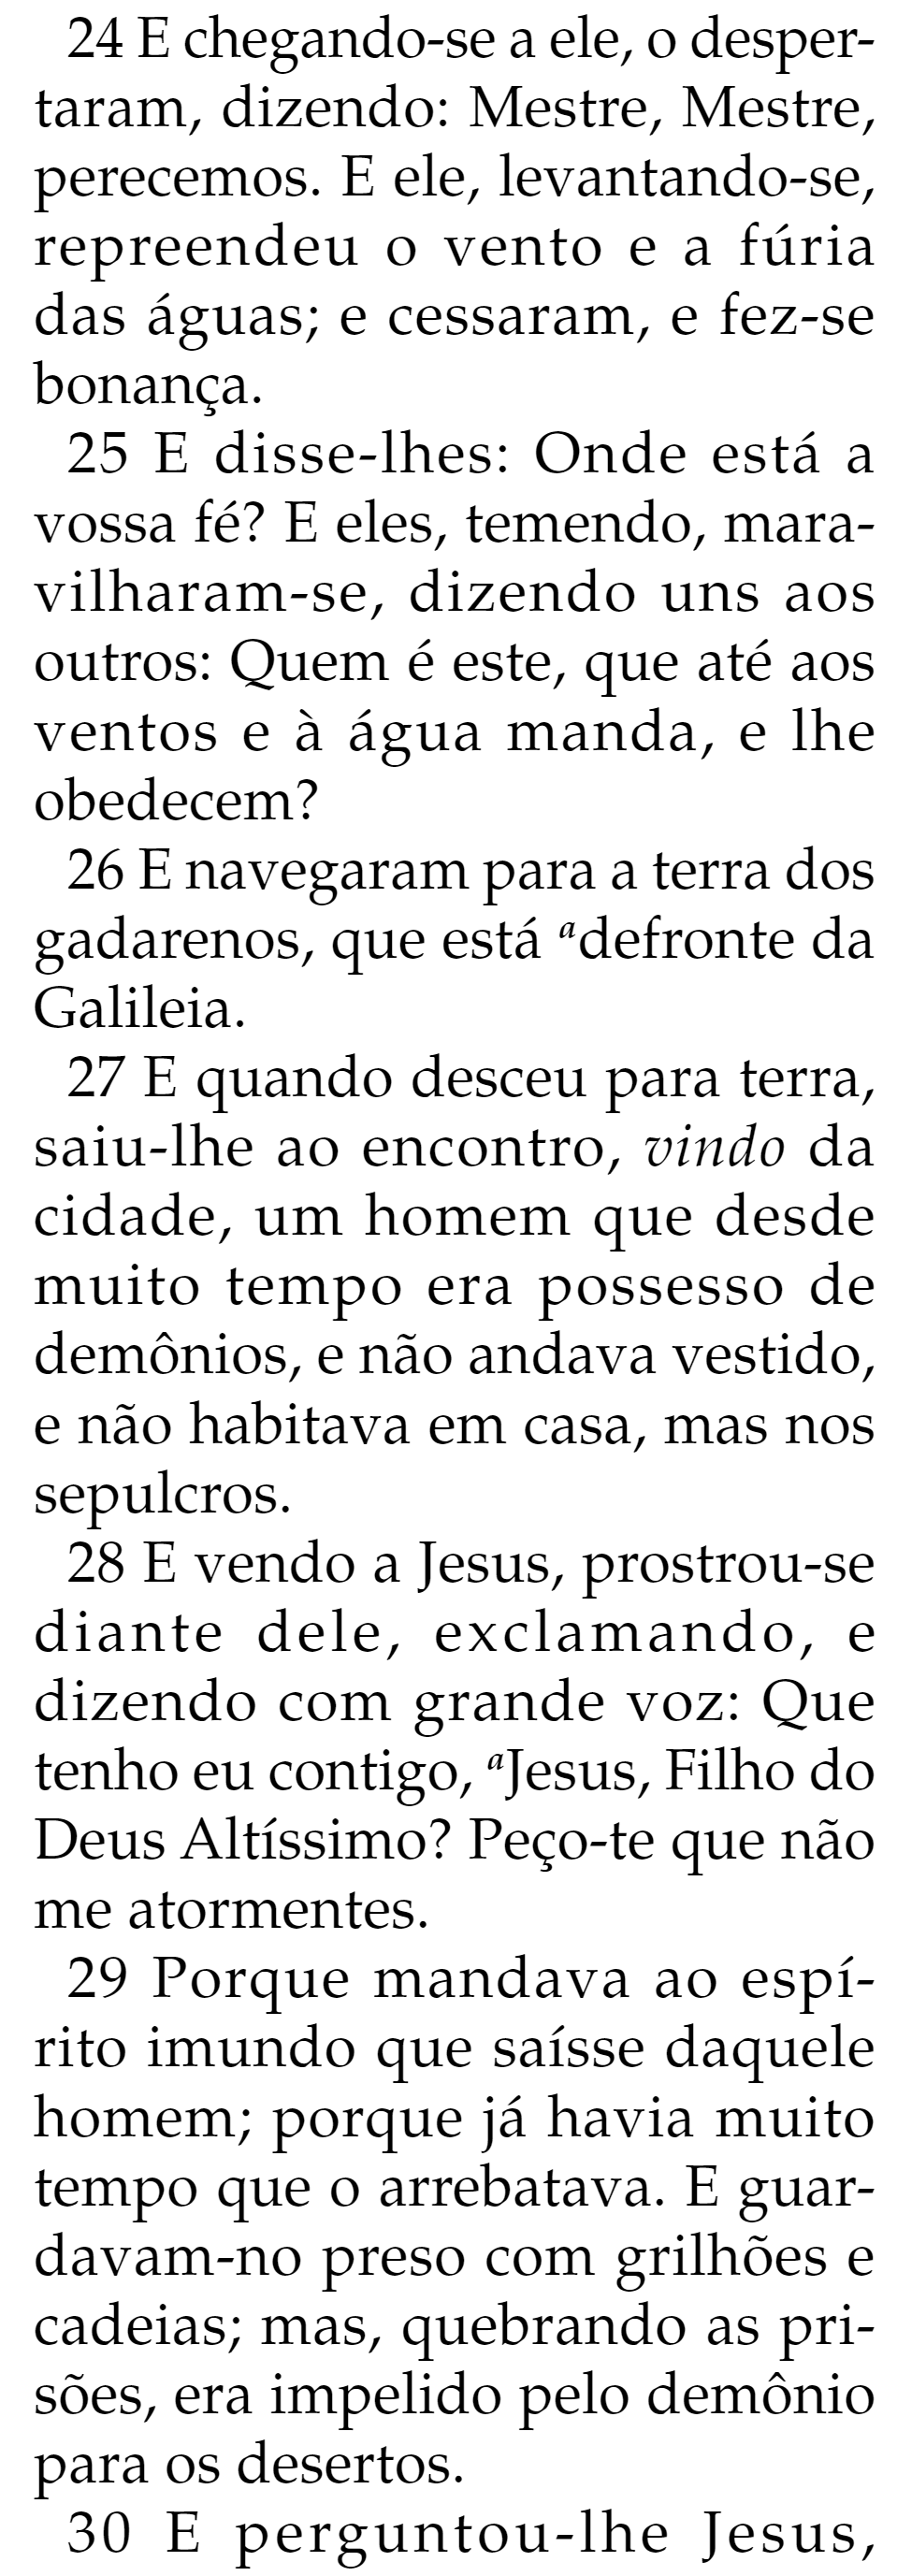 24 E chegando-se a ele, o desper-
taram, dizendo: Mestre, Mestre,
perecemos. E ele, levantando-se,
repreendeu o vento e a fúria
das águas; e cessaram, e fez-se
bonança.
25 E disse-lhes: Onde está a
vossa fé? E eles, temendo, mara-
vilharam-se, dizendo uns aos
outros: Quem é este, que até aos
ventos e à água manda, e lhe
obedecem?
26 E navegaram para a terra dos
gadarenos, que está ᵃdefronte da
Galileia.
27 E quando desceu para terra,
saiu-lhe ao encontro, vindo da
cidade, um homem que desde
muito tempo era possesso de
demônios, e não andava vestido,
e não habitava em casa, mas nos
sepulcros.
28 E vendo a Jesus, prostrou-se
diante dele, exclamando, e
dizendo com grande voz: Que
tenho eu contigo, ᵃJesus, Filho do
Deus Altíssimo? Peço-te que não
me atormentes.
29 Porque mandava ao espí-
rito imundo que saísse daquele
homem; porque já havia muito
tempo que o arrebatava. E guar-
davam-no preso com grilhões e
cadeias; mas, quebrando as pri-
sões, era impelido pelo demônio
para os desertos.
30 E perguntou-lhe Jesus,